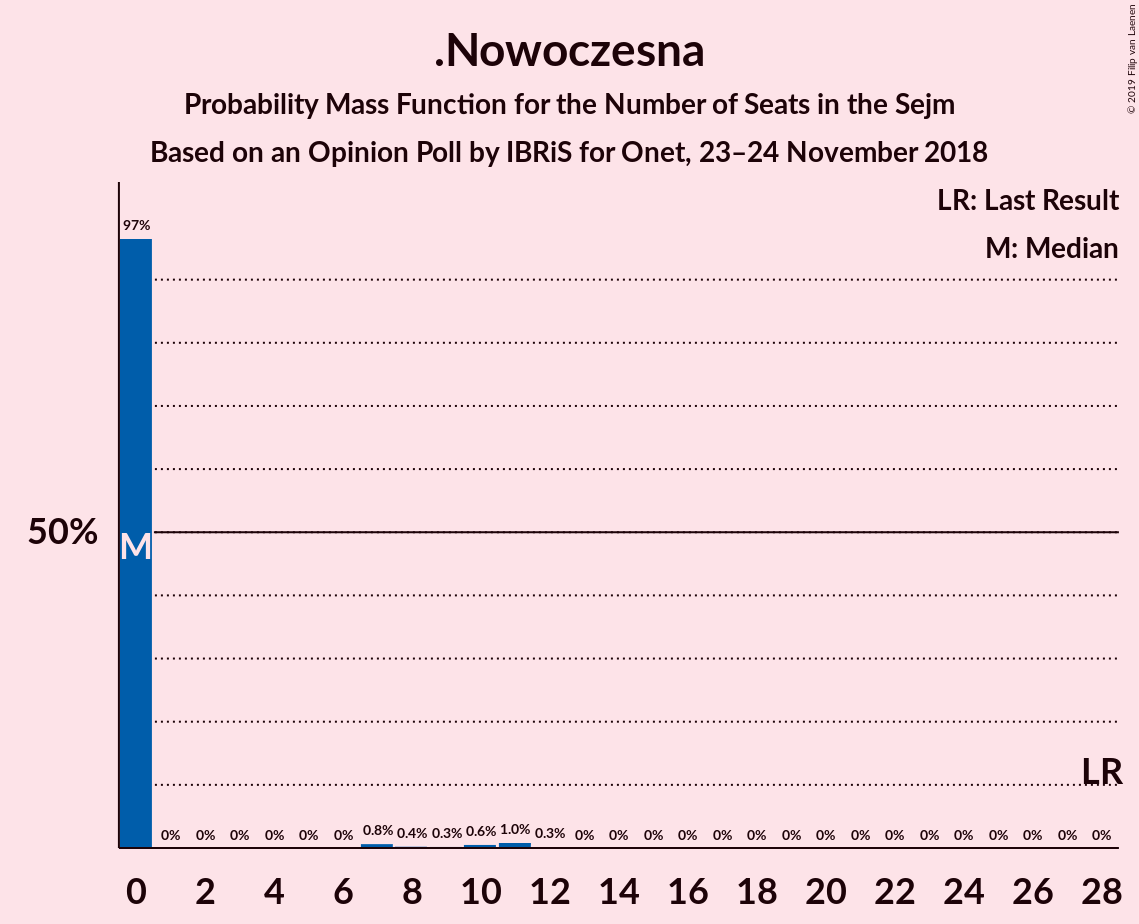 .Nowoczesna
Probability Mass Function for the Number of Seats in the Sejm
Based on an Opinion Poll by IBRiS for Onet, 23–24 November 2018
© 2019 Filip van Laenen
LR: Last Result
M: Median
97%
50%
M
LR
0% 0% 0% 0% 0% 0% 0.8% 0.4% 0.3% 0.6% 1.0% 0.3% 0% 0% 0% 0% 0% 0% 0% 0% 0% 0% 0% 0% 0% 0% 0% 0%
0 2 4 6 8 10 12 14 16 18 20 22 24 26 28